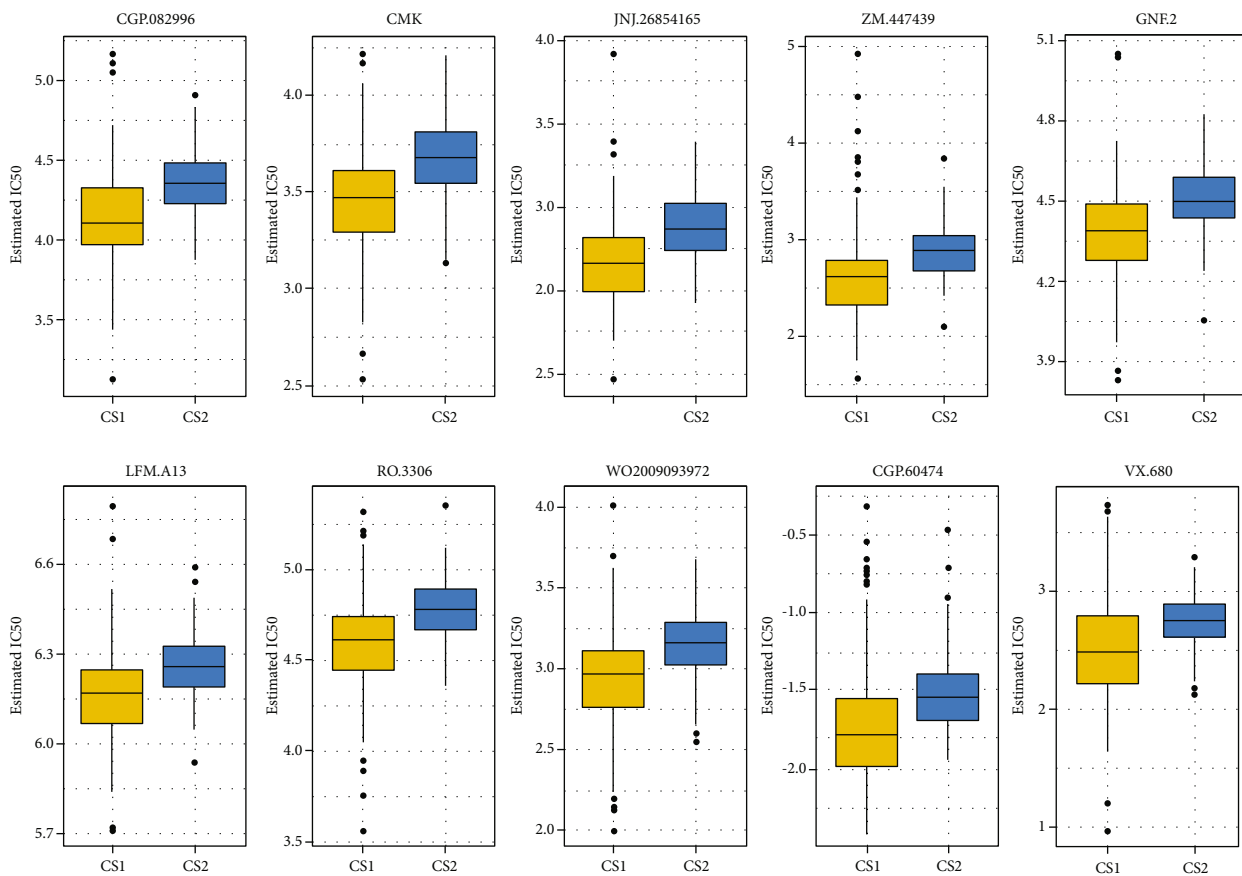 CGP.082996
CMK
JNJ.26854165
ZM.447439
GNF.2
Estimated IC50
5.0
4.5
4.0
3.5
CS1
CS2
Estimated IC50
4.0
3.5
3.0
2.5
CS2
Estimated IC50
4.0
3.5
3.0
2.0
2.5
CS1
CS2
Estimated IC50
5
4
3
2
CS1
CS2
Estimated IC50
5.1
4.8
4.5
4.2
3.9
CS1
CS2
LFM.A13
RO.3306
WO2009093972
CGP.60474
VX.680
Estimated IC50
6.6
6.3
6.0
5.7
CS1
CS2
Estimated IC50
5.0
4.5
4.0
3.5
CS1
CS2
Estimated IC50
4.0
3.5
3.0
2.5
2.0
CS1
CS2
Estimated IC50
-0.5
-1.0
-1.5
-2.0
CS1
CS2
Estimated IC50
3
2
1
CS1
CS2